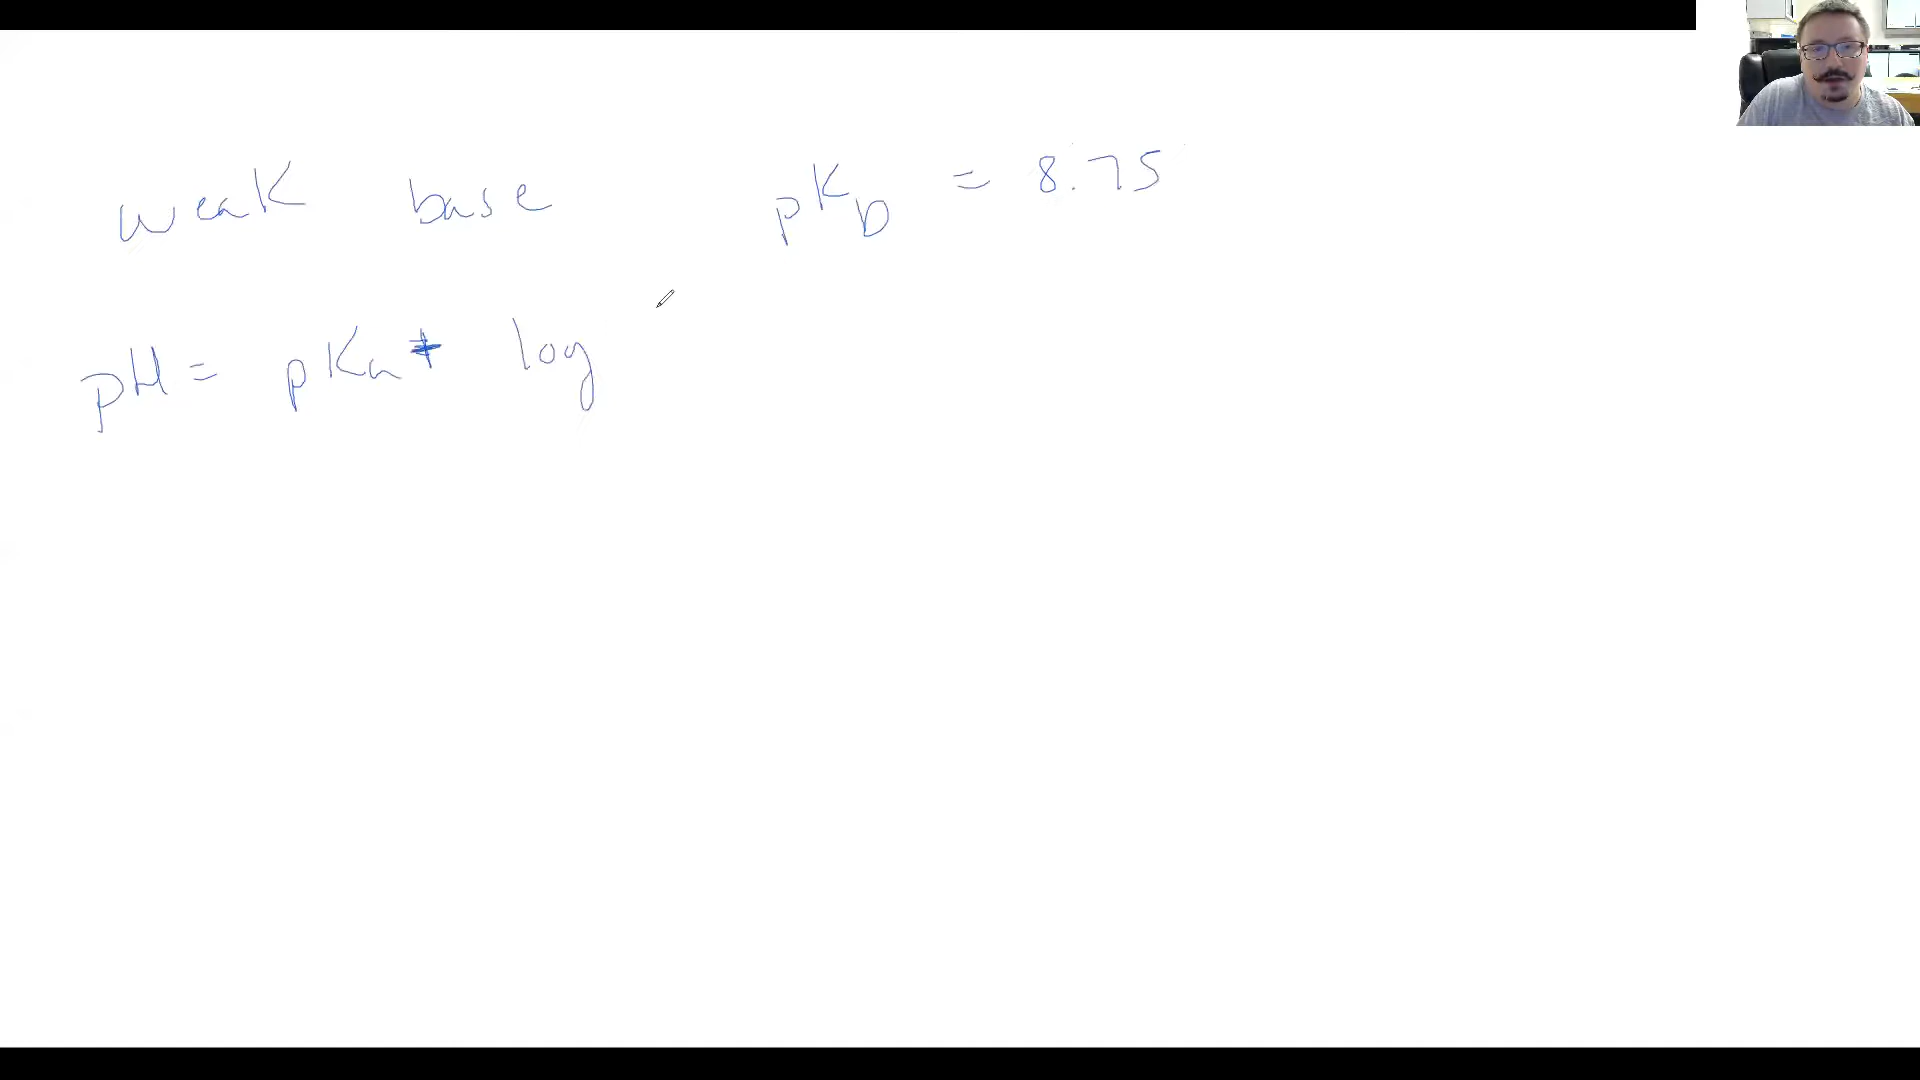 weak base pKb = 8.75
pH = pKa + log